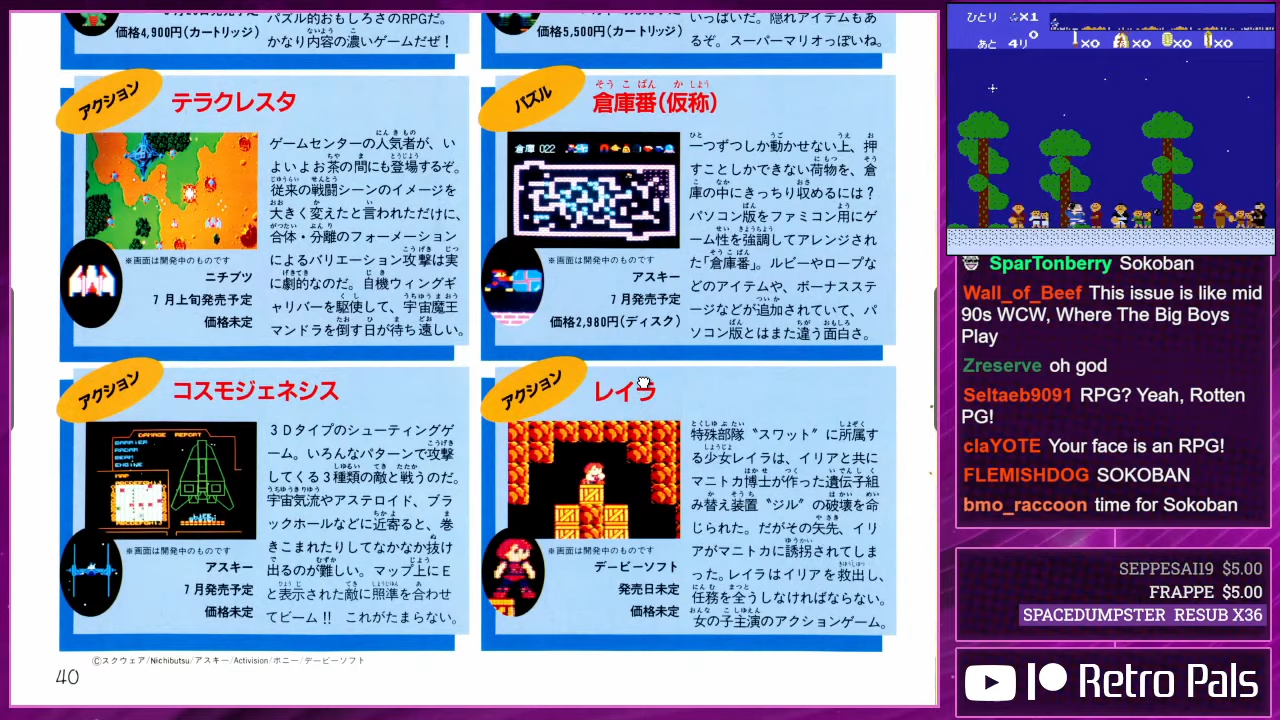 パズル的おもしろさのRPGだ。
価格4,900円(カートリッジ)
かなり内容の濃いゲームだぜ!
いっぱいだ。隠れアイテムもあ
価格5,500円(カートリッジ)
るぞ。スーパーマリオっぽいね。
アクション
テラクレスタ
ゲームセンターの人気者が、い
よいよお茶の間にも登場するぞ。
従来の戦闘シーンのイメージを
大きく変えたと言われただけに、
合体・分離のフォーメーション
によるバリエーション攻撃は実
に劇的なのだ。自機ウィングギ
ャリバーを駆使して、宇宙魔王
マンドラを倒す日が待ち遠しい。
※画面は開発中のものです
ニチブツ
7月上旬発売予定
価格未定
パズル
倉庫番(仮称)
倉庫 022
一つずつしか動かせない上、押
すことしかできない荷物を、倉
庫の中にきっちり収めるには?
パソコン版をファミコン用にゲ
ーム性を強調してアレンジされ
た「倉庫番」。ルビーやロープな
どのアイテムや、ボーナスステ
ージなどが追加されていて、パ
ソコン版とはまた違う面白さ。
※画面は開発中のものです
アスキー
7月発売予定
価格2,980円(ディスク)
アクション
コスモジェネシス
DAMAGE REPORT
BARRIER
RADAR
BEAM
ENGINE
MAP
3Dタイプのシューティングゲ
ーム。いろんなパターンで攻撃
してくる3種類の敵と戦うのだ。
宇宙気流やアステロイド、ブラ
ックホールなどに近寄ると、巻
きこまれたりしてなかなか抜け
出るのが難しい。マップ上にE
と表示された敵に照準を合わせ
てビーム!! これがたまらない。
※画面は開発中のものです
アスキー
7月発売予定
価格未定
アクション
レイラ
特殊部隊〝スワット〟に所属す
る少女レイラは、イリアと共に
マニトカ博士が作った遺伝子組
み替え装置〝ジル〟の破壊を命
じられた。だがその矢先、イリ
アがマニトカに誘拐されてしま
った。レイラはイリアを救出し、
任務を全うしなければならない。
女の子主演のアクションゲーム。
※画面は開発中のものです
デービーソフト
発売日未定
価格未定
©スクウェア/Nichibutsu/アスキー/Activision/ポニー/デービーソフト
40
ひとり
×1
あと
40
×0 ×0 ×0 ×0
SparTonberry Sokoban
Wall_of_Beef This issue is like mid
90s WCW, Where The Big Boys
Play
Zreserve oh god
Seltaeb9091 RPG? Yeah, Rotten
PG!
claYOTE Your face is an RPG!
FLEMISHDOG SOKOBAN
bmo_raccoon time for Sokoban
SEPPESAI19 $5.00
FRAPPE $5.00
SPACEDUMPSTER RESUB X36
Retro Pals